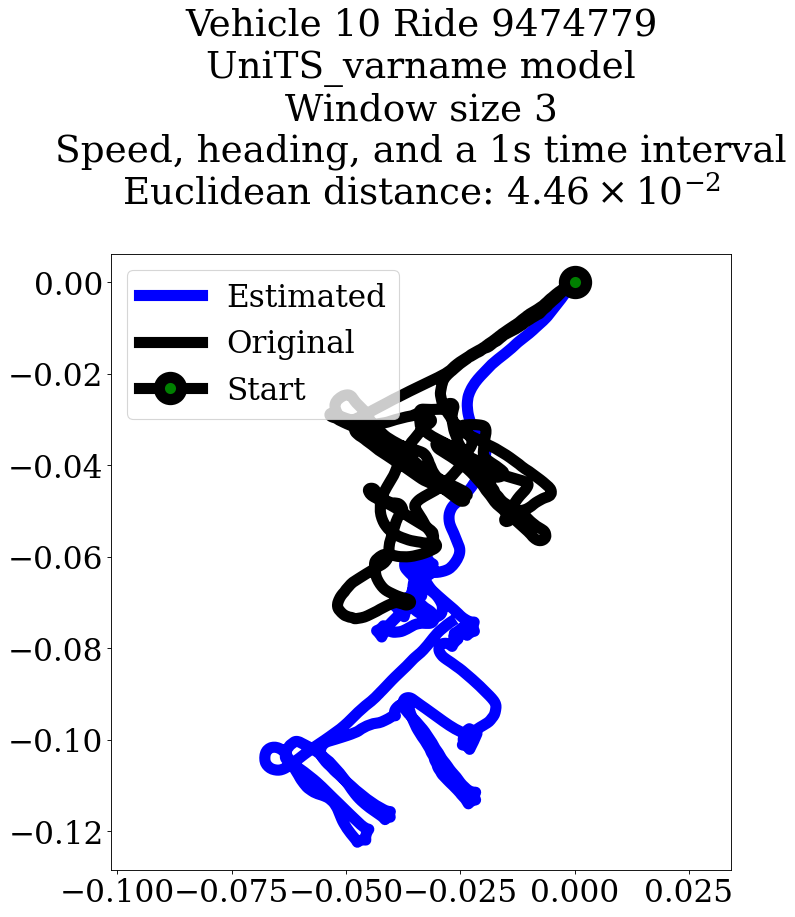 Vehicle 10 Ride 9474779
UniTS_varname model
Window size 3
Speed, heading, and a 1s time interval
Euclidean distance: 4.46 × 10⁻²
Estimated
Original
Start
0.00
−0.02
−0.04
−0.06
−0.08
−0.10
−0.12
−0.100 −0.075 −0.050 −0.025 0.000 0.025